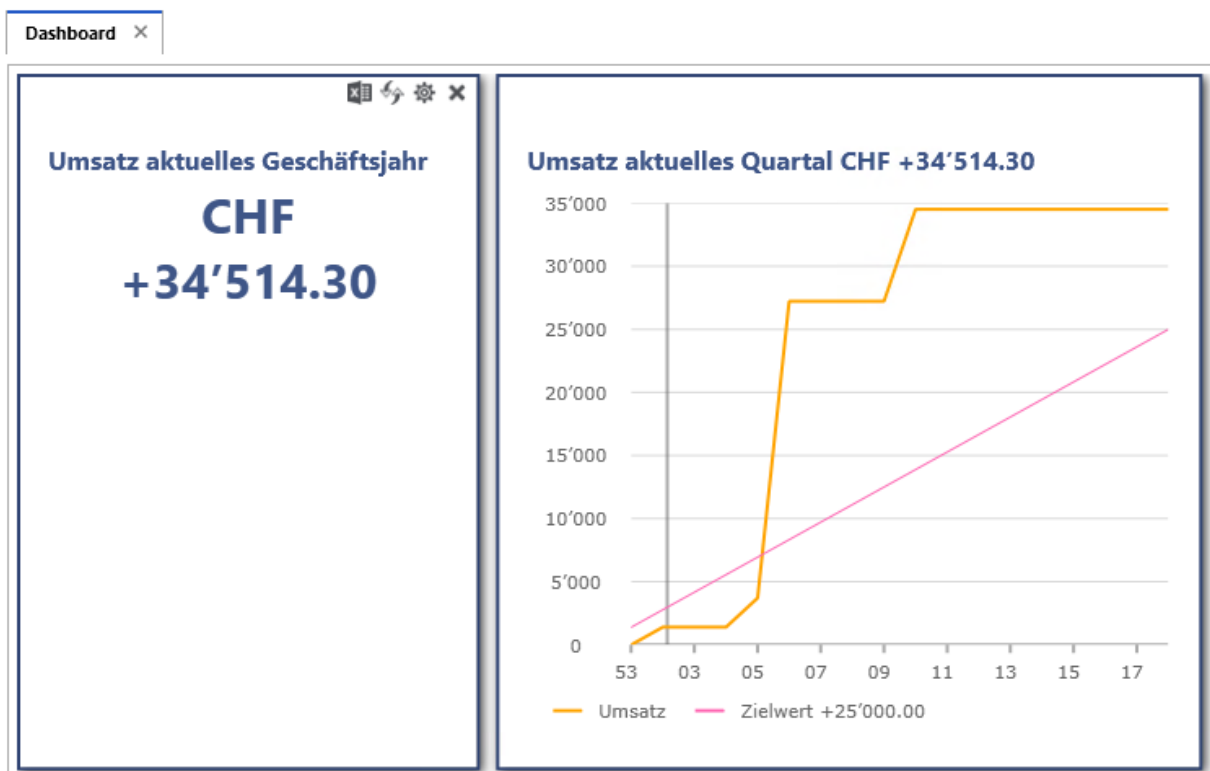 Dashboard
Umsatz aktuelles Geschäftsjahr
CHF
+34’514.30
Umsatz aktuelles Quartal CHF +34’514.30
35’000
30’000
25’000
20’000
15’000
10’000
5’000
0
53 03 05 07 09 11 13 15 17
Umsatz Zielwert +25’000.00